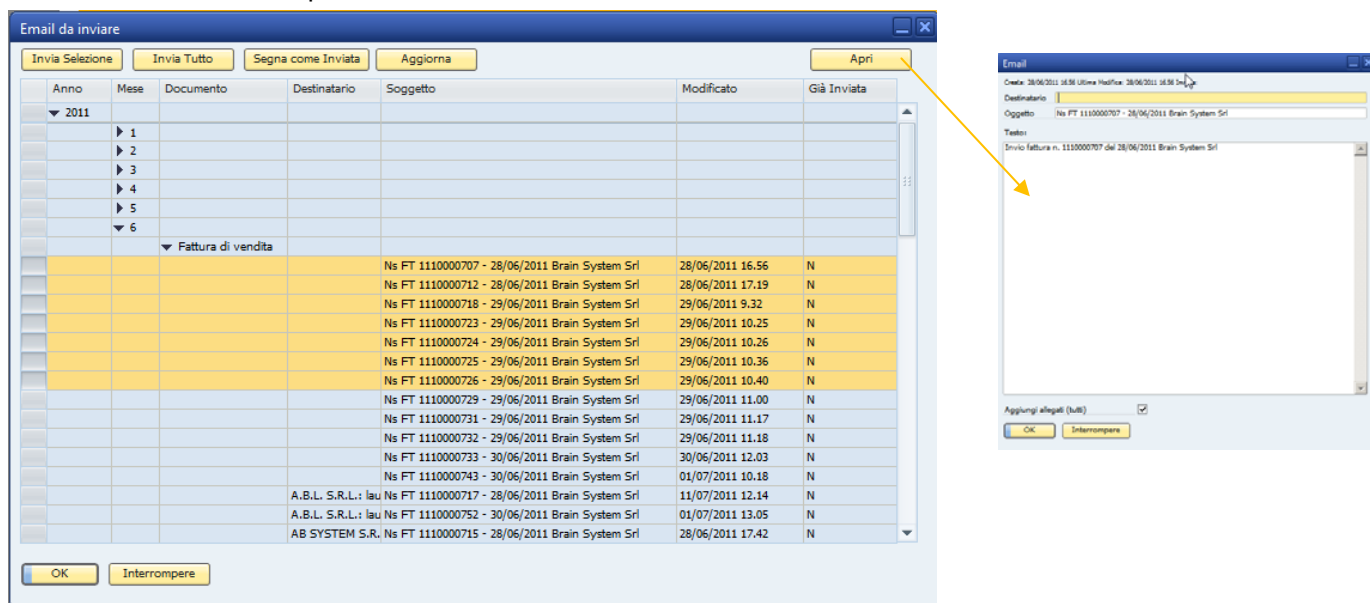 Email da inviare
Invia Selezione Invia Tutto Segna come Inviata Aggiorna Apri
Anno Mese Documento Destinatario Soggetto Modificato Già Inviata
2011
1
2
3
4
5
6
Fattura di vendita
Ns FT 1110000707 - 28/06/2011 Brain System Srl 28/06/2011 16.56 N
Ns FT 1110000712 - 28/06/2011 Brain System Srl 28/06/2011 17.19 N
Ns FT 1110000718 - 29/06/2011 Brain System Srl 29/06/2011 9.32 N
Ns FT 1110000723 - 29/06/2011 Brain System Srl 29/06/2011 10.25 N
Ns FT 1110000724 - 29/06/2011 Brain System Srl 29/06/2011 10.26 N
Ns FT 1110000725 - 29/06/2011 Brain System Srl 29/06/2011 10.36 N
Ns FT 1110000726 - 29/06/2011 Brain System Srl 29/06/2011 10.40 N
Ns FT 1110000729 - 29/06/2011 Brain System Srl 29/06/2011 11.00 N
Ns FT 1110000731 - 29/06/2011 Brain System Srl 29/06/2011 11.17 N
Ns FT 1110000732 - 29/06/2011 Brain System Srl 29/06/2011 11.18 N
Ns FT 1110000733 - 30/06/2011 Brain System Srl 30/06/2011 12.03 N
Ns FT 1110000743 - 30/06/2011 Brain System Srl 01/07/2011 10.18 N
A.B.L. S.R.L.: lau Ns FT 1110000717 - 28/06/2011 Brain System Srl 11/07/2011 12.14 N
A.B.L. S.R.L.: lau Ns FT 1110000752 - 30/06/2011 Brain System Srl 01/07/2011 13.05 N
AB SYSTEM S.R. Ns FT 1110000715 - 28/06/2011 Brain System Srl 28/06/2011 17.42 N
OK Interrompere
Email
Creata: 28/06/2011 16.56 Ultima Modifica: 28/06/2011 16.56
Destinatario
Oggetto Ns FT 1110000707 - 28/06/2011 Brain System Srl
Testo:
Invio fattura n. 1110000707 del 28/06/2011 Brain System Srl
Aggiungi allegati (tutti)
OK Interrompere